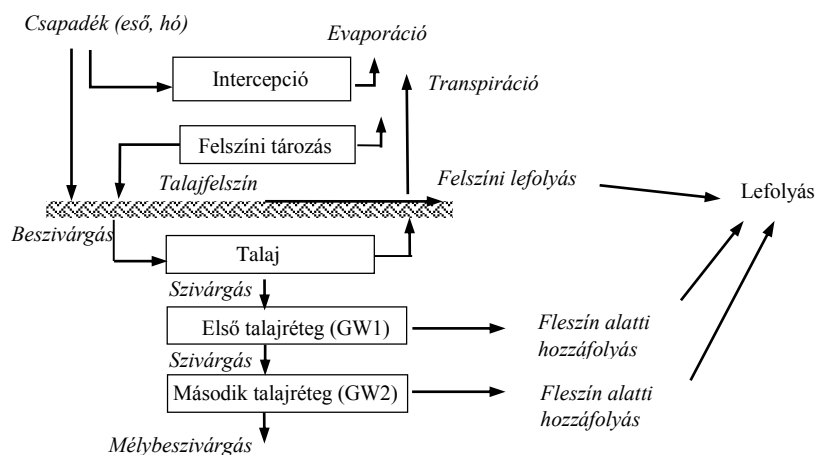 Csapadék (eső, hó)
Evaporáció
Intercepció
Transpiráció
Felszíni tározás
Talajfelszín
Felszíni lefolyás
Lefolyás
Beszivárgás
Talaj
Szivárgás
Első talajréteg (GW1)
Fleszín alatti
hozzáfolyás
Szivárgás
Második talajréteg (GW2)
Fleszín alatti
hozzáfolyás
Mélybeszivárgás